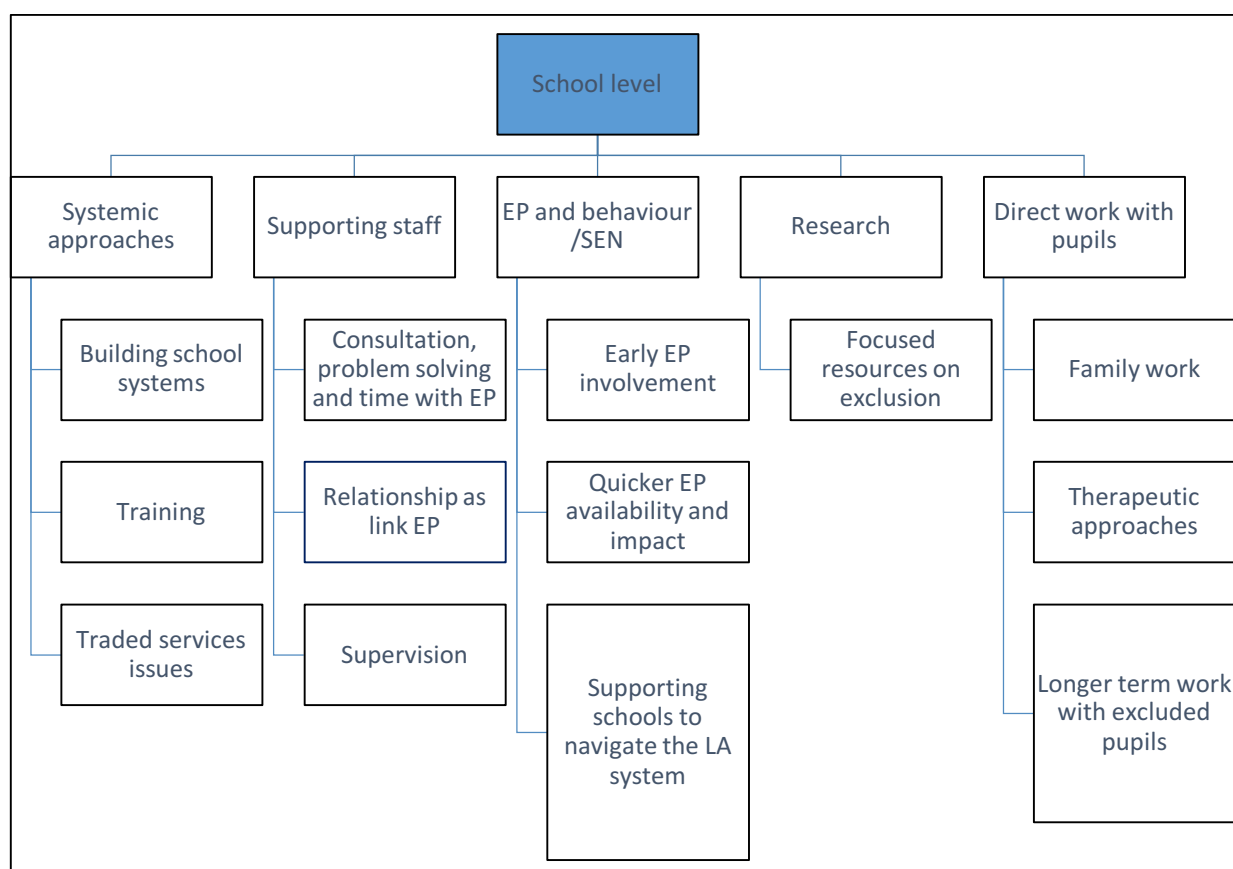 School level
Systemic
approaches
Supporting staff
EP and behaviour
/SEN
Research
Direct work with
pupils
Building school
systems
Consultation,
problem solving
and time with EP
Early EP
involvement
Focused
resources on
exclusion
Family work
Training
Relationship as
link EP
Quicker EP
availability and
impact
Therapeutic
approaches
Traded services
issues
Supervision
Supporting
schools to
navigate the LA
system
Longer term work
with excluded
pupils